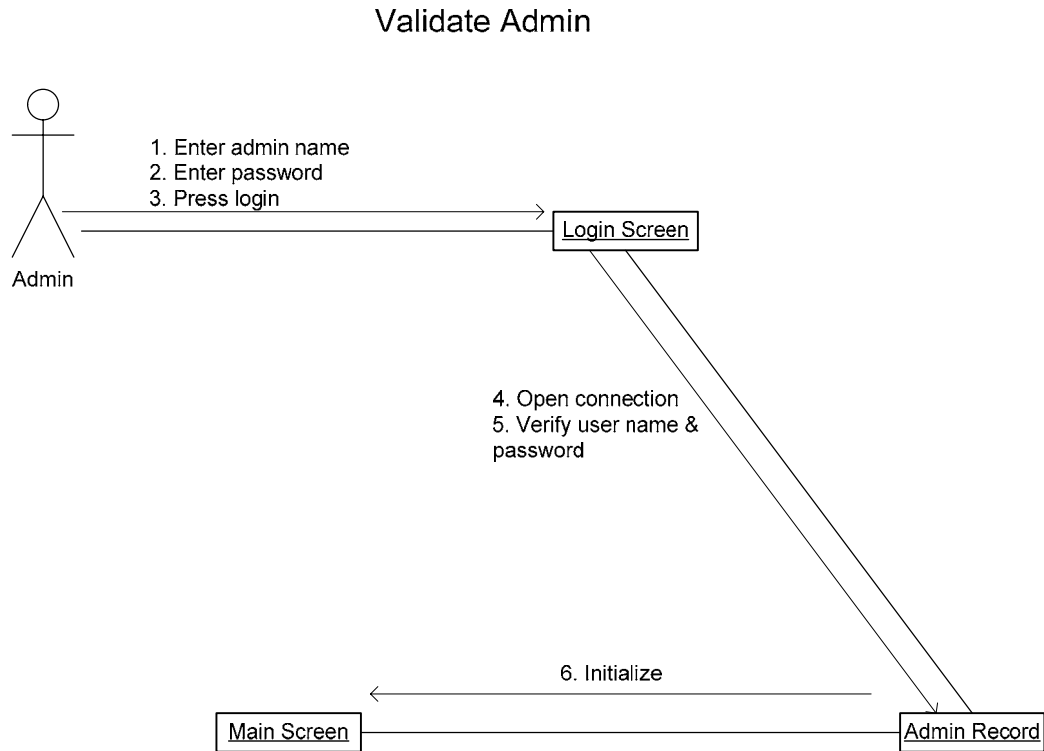 Validate Admin
1. Enter admin name
2. Enter password
3. Press login
Login Screen
Admin
4. Open connection
5. Verify user name &
password
6. Initialize
Main Screen
Admin Record